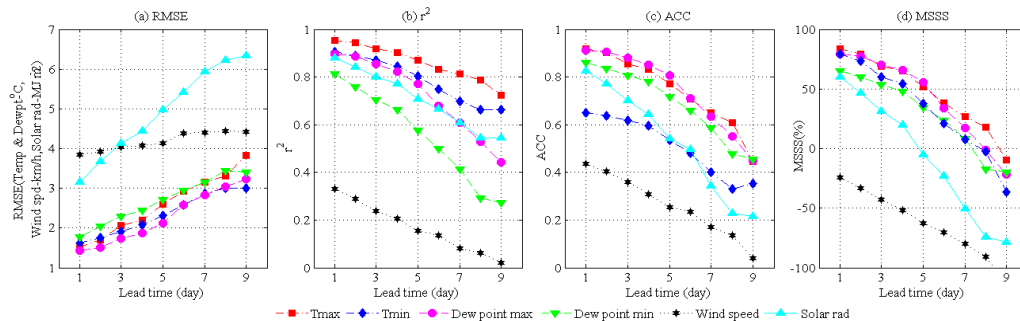 (a) RMSE
(b) r²
(c) ACC
(d) MSSS
RMSE(Temp & Dewpt-⁰C,
Wind spd-km/h,Solar rad-MJ m̈2)
7
6
5
4
3
2
1
1 3 5 7 9
Lead time (day)
r²
1
0.8
0.6
0.4
0.2
0
1 3 5 7 9
Lead time (day)
ACC
1
0.8
0.6
0.4
0.2
0
1 3 5 7 9
Lead time (day)
MSSS(%)
100
50
0
-50
-100
1 3 5 7 9
Lead time (day)
Tmax Tmin Dew point max Dew point min Wind speed Solar rad